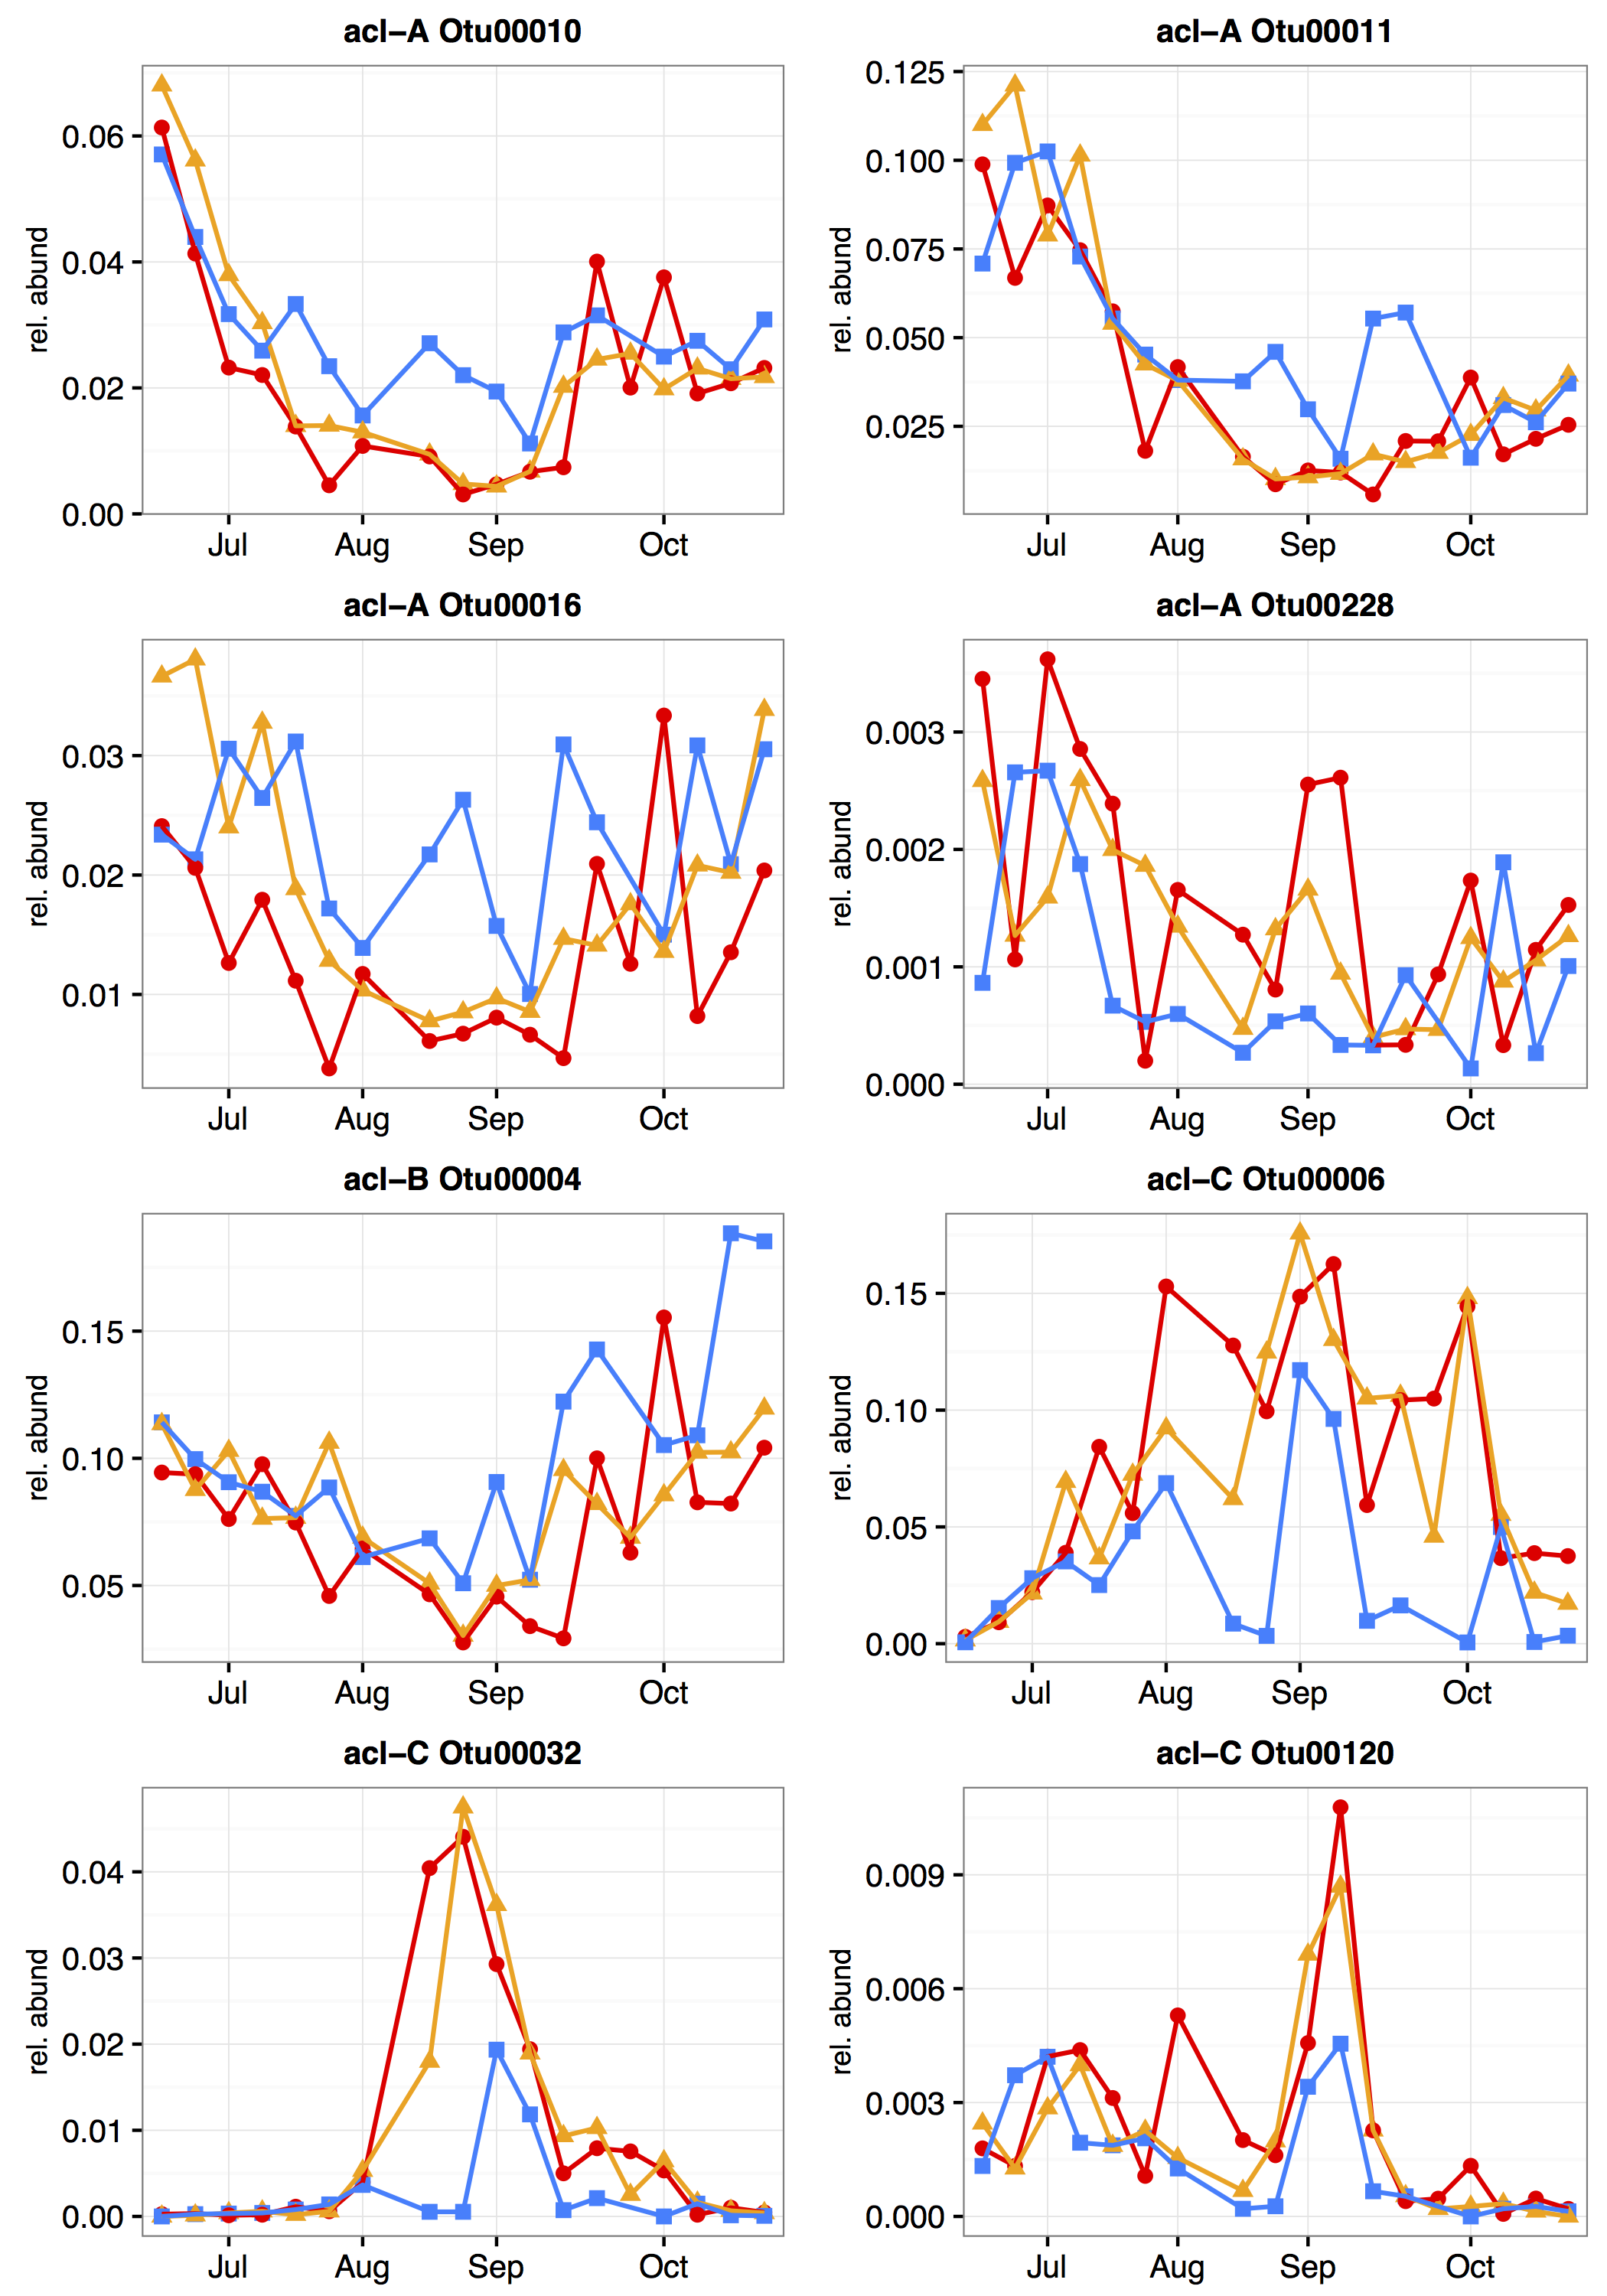 acI–A Otu00010
rel. abund
0.06
0.04
0.02
0.00
Jul Aug Sep Oct
acI–A Otu00011
rel. abund
0.125
0.100
0.075
0.050
0.025
Jul Aug Sep Oct
acI–A Otu00016
rel. abund
0.03
0.02
0.01
Jul Aug Sep Oct
acI–A Otu00228
rel. abund
0.003
0.002
0.001
0.000
Jul Aug Sep Oct
acI–B Otu00004
rel. abund
0.15
0.10
0.05
Jul Aug Sep Oct
acI–C Otu00006
rel. abund
0.15
0.10
0.05
0.00
Jul Aug Sep Oct
acI–C Otu00032
rel. abund
0.04
0.03
0.02
0.01
0.00
Jul Aug Sep Oct
acI–C Otu00120
rel. abund
0.009
0.006
0.003
0.000
Jul Aug Sep Oct